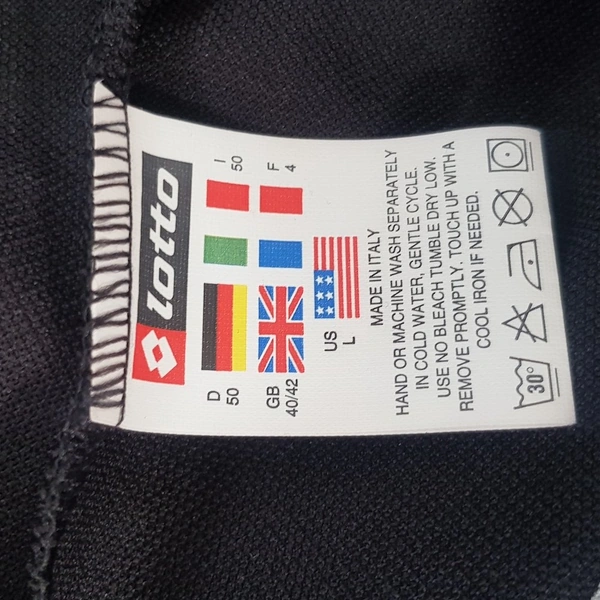 lotto
D I
50 50
GB F
40/42 4
US
L
MADE IN ITALY
HAND OR MACHINE WASH SEPARATELY
IN COLD WATER, GENTLE CYCLE.
USE NO BLEACH TUMBLE DRY LOW.
REMOVE PROMPTLY. TOUCH UP WITH A
COOL IRON IF NEEDED.
30°